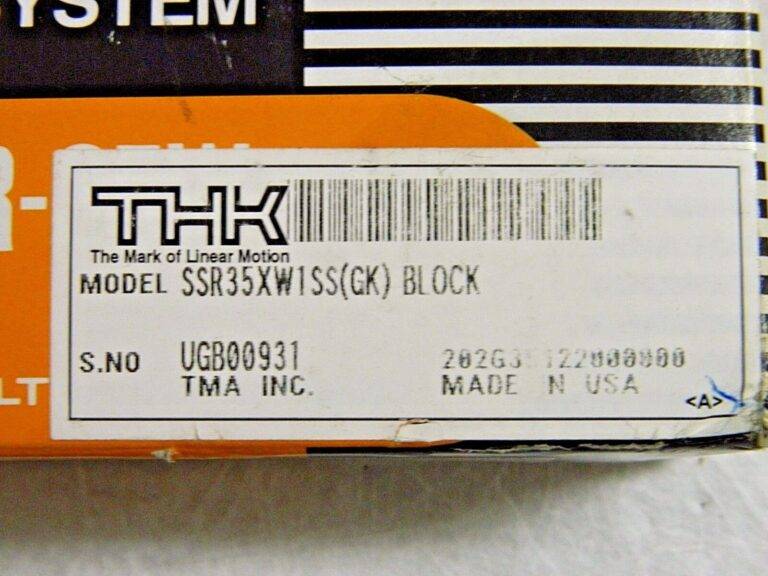 SYSTEM
THK
The Mark of Linear Motion
MODEL SSR35XW1SS(GK) BLOCK
S.NO UGB00931
TMA INC. MADE IN USA
<A>
LT